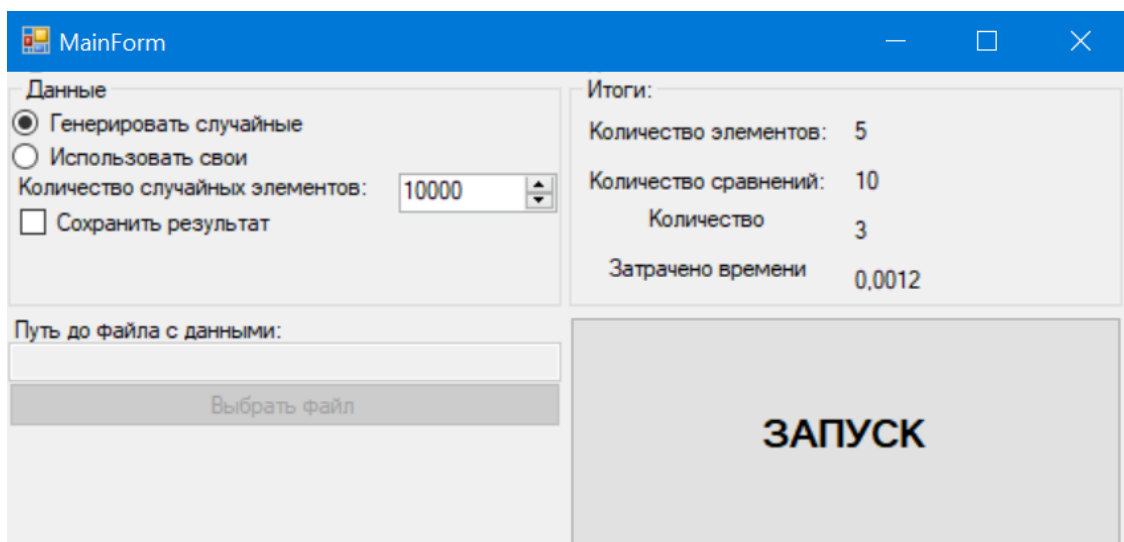 MainForm
Данные
Генерировать случайные
Использовать свои
Количество случайных элементов: 10000
Сохранить результат
Итоги:
Количество элементов: 5
Количество сравнений: 10
Количество 3
Затрачено времени 0,0012
Путь до файла с данными:
Выбрать файл
ЗАПУСК